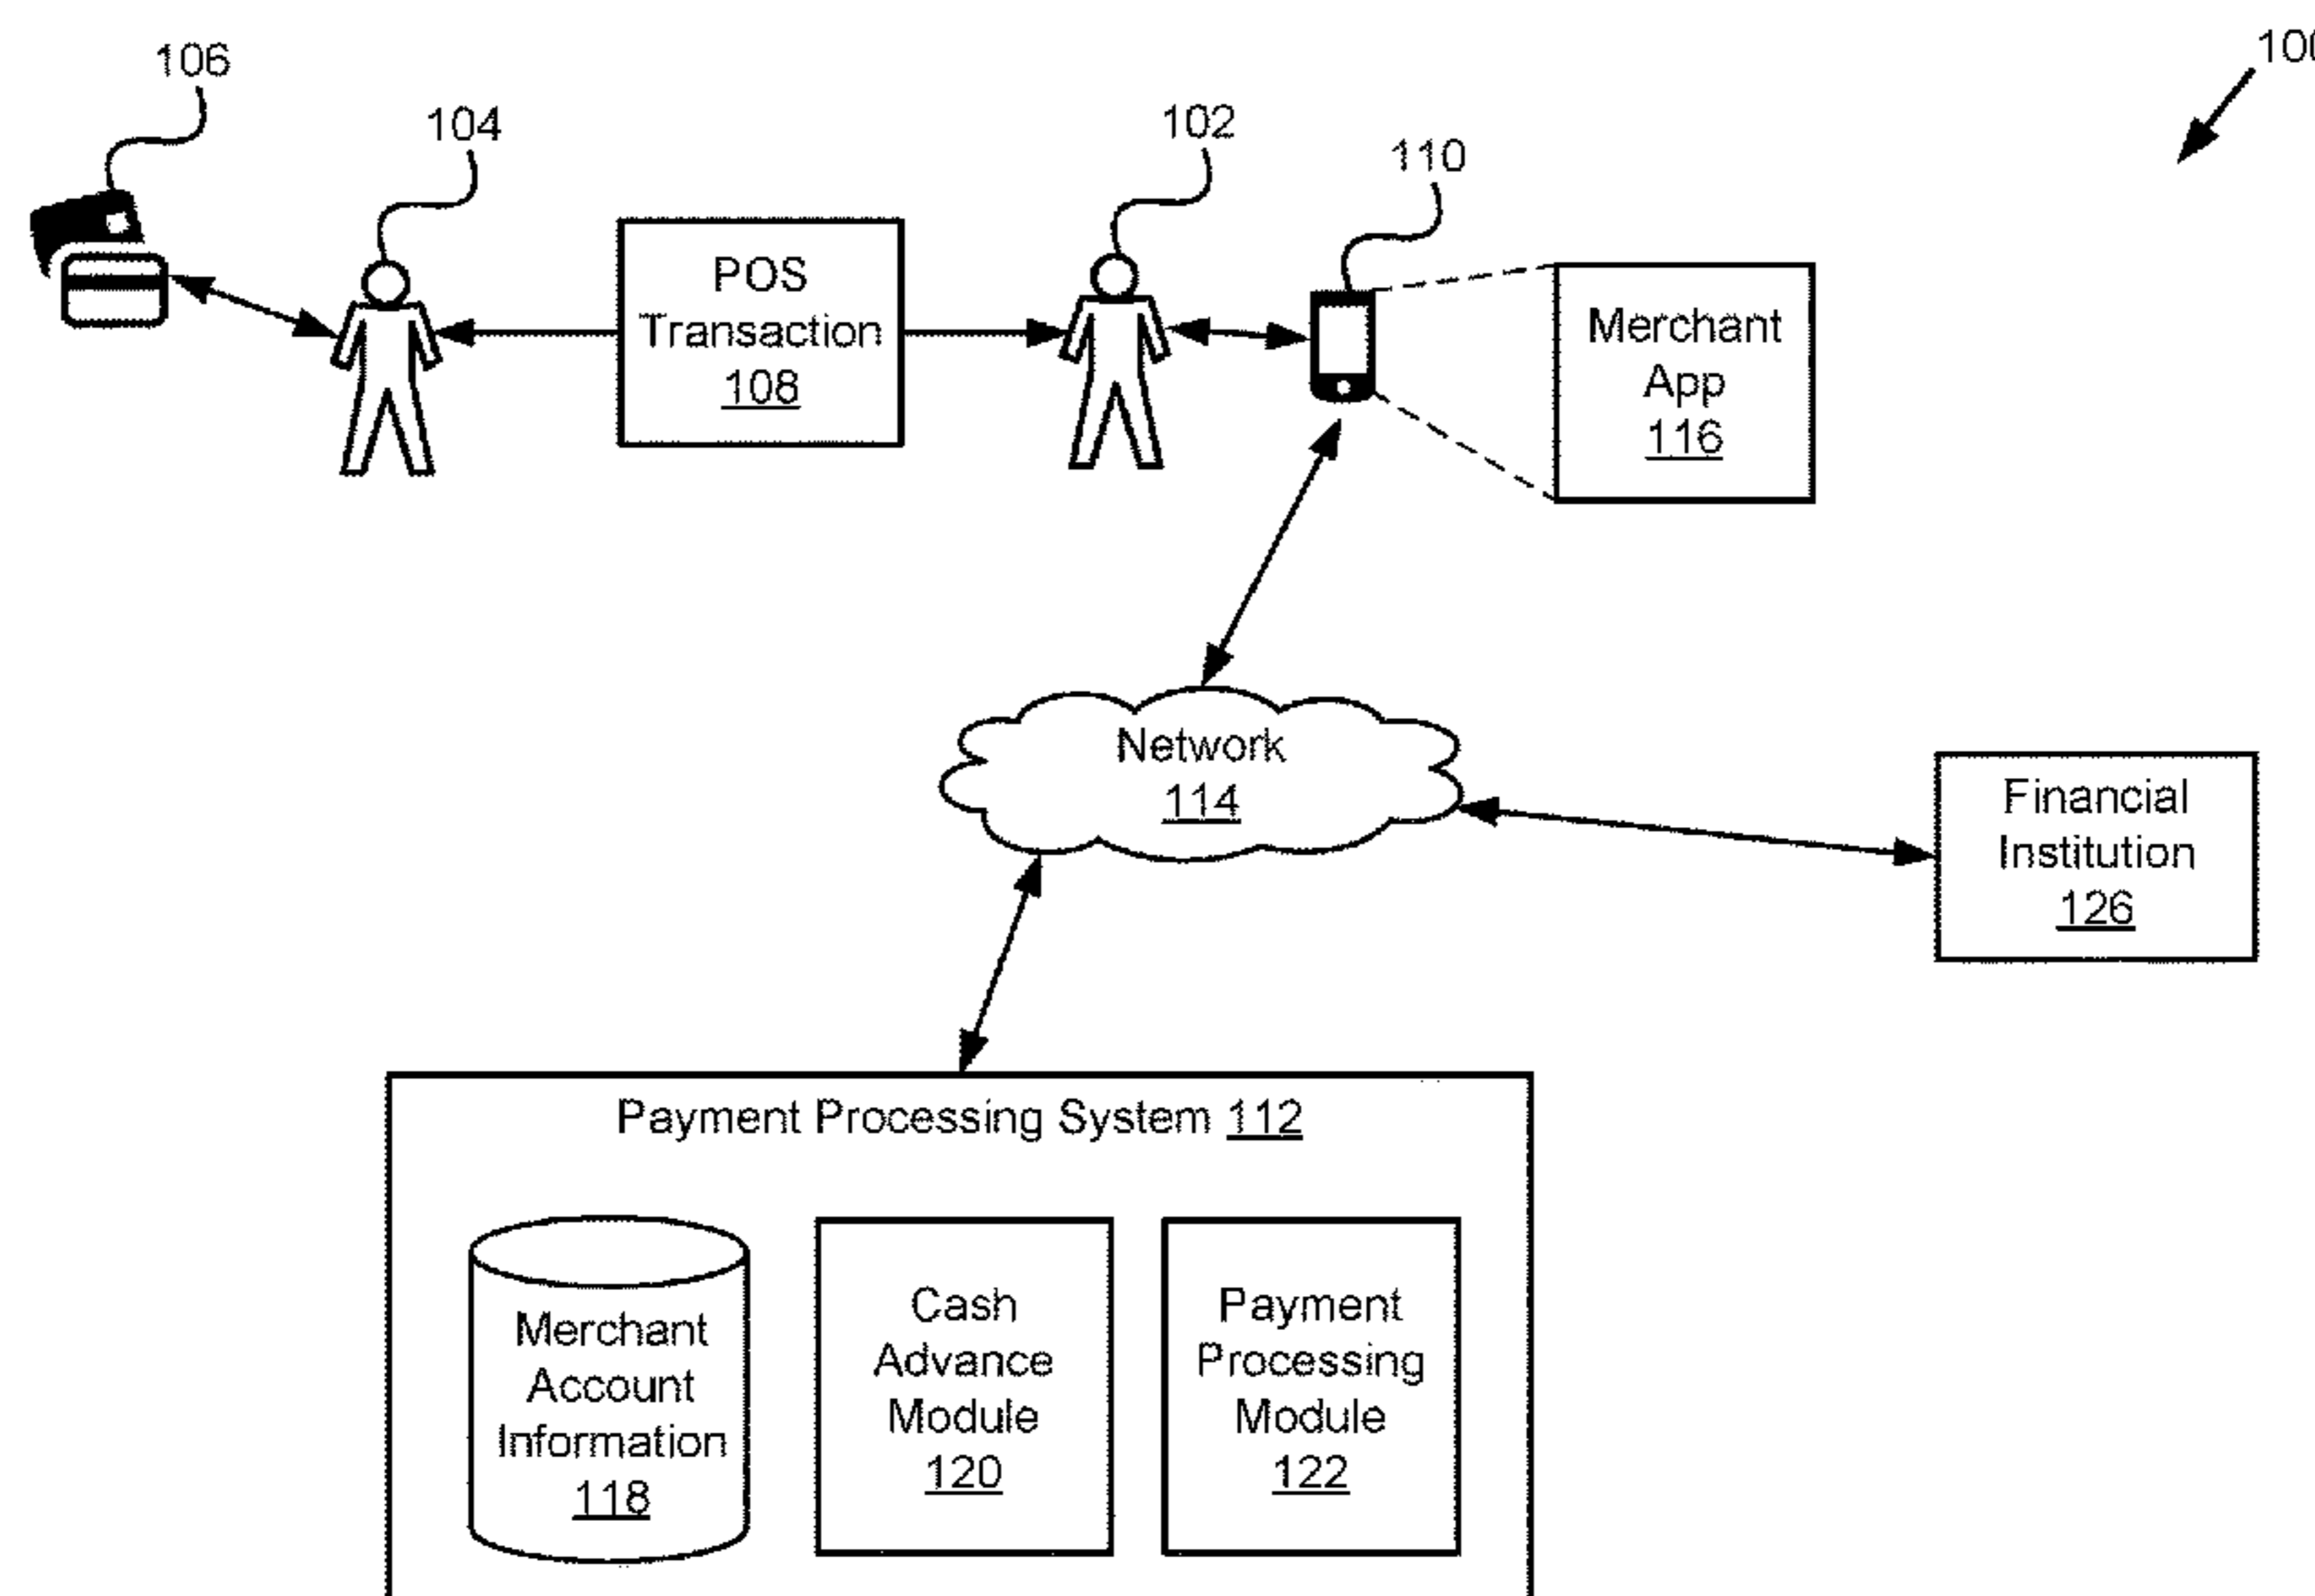 106
104
102
110
100
POS
Transaction
108
Merchant
App
116
Network
114
Financial
Institution
126
Payment Processing System 112
Merchant
Account
Information
118
Cash
Advance
Module
120
Payment
Processing
Module
122